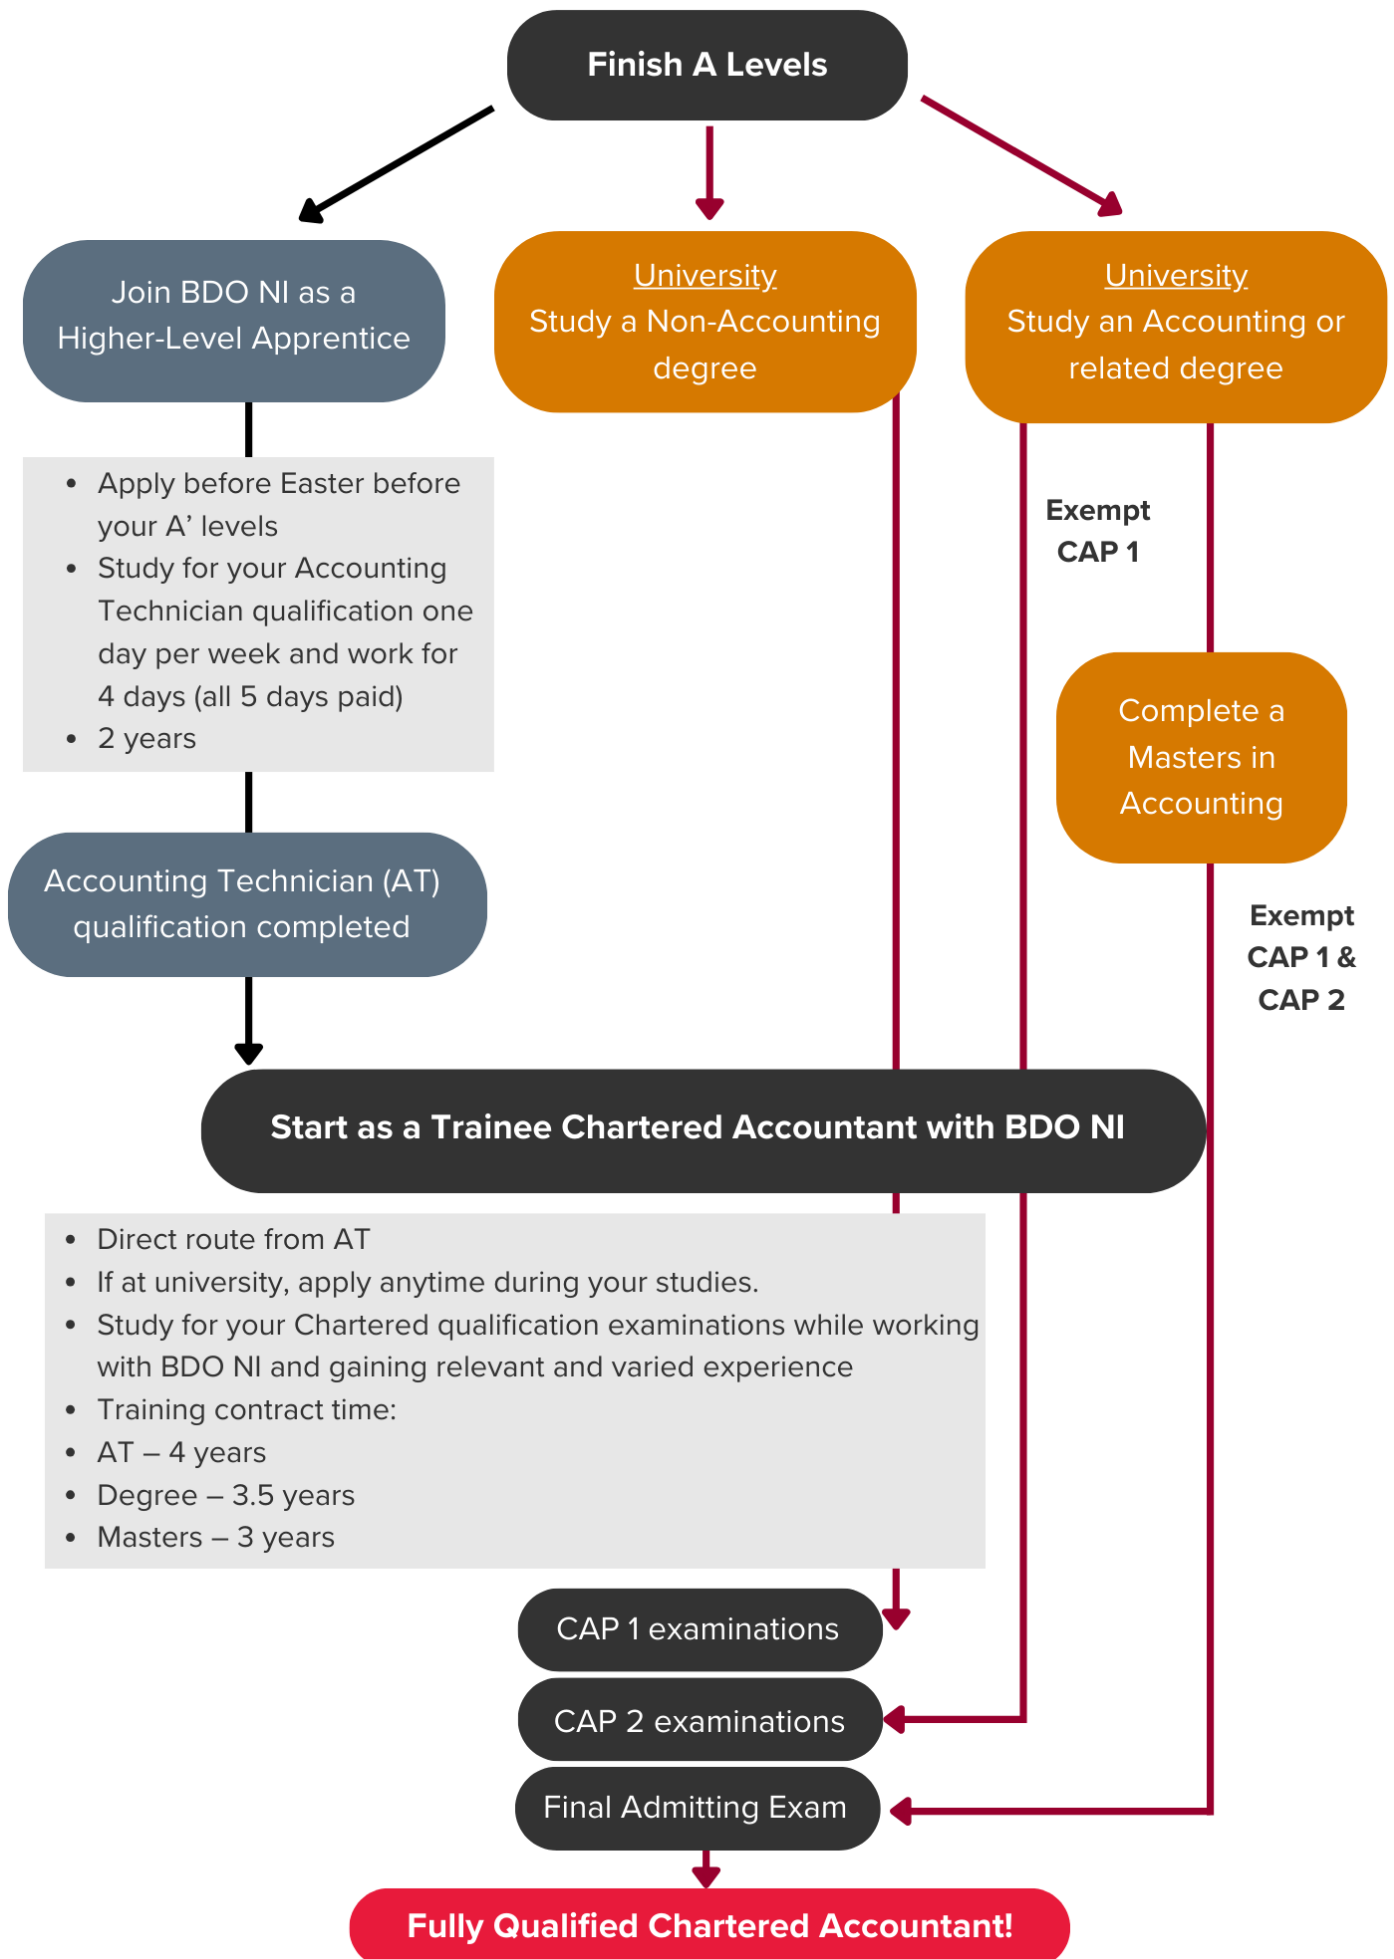 Finish A Levels
Join BDO NI as a
Higher-Level Apprentice
University
Study a Non-Accounting
degree
University
Study an Accounting or
related degree
• Apply before Easter before
your A’ levels
• Study for your Accounting
Technician qualification one
day per week and work for
4 days (all 5 days paid)
• 2 years
Exempt
CAP 1
Complete a
Masters in
Accounting
Accounting Technician (AT)
qualification completed
Exempt
CAP 1 &
CAP 2
Start as a Trainee Chartered Accountant with BDO NI
• Direct route from AT
• If at university, apply anytime during your studies.
• Study for your Chartered qualification examinations while working
with BDO NI and gaining relevant and varied experience
• Training contract time:
• AT – 4 years
• Degree – 3.5 years
• Masters – 3 years
CAP 1 examinations
CAP 2 examinations
Final Admitting Exam
Fully Qualified Chartered Accountant!